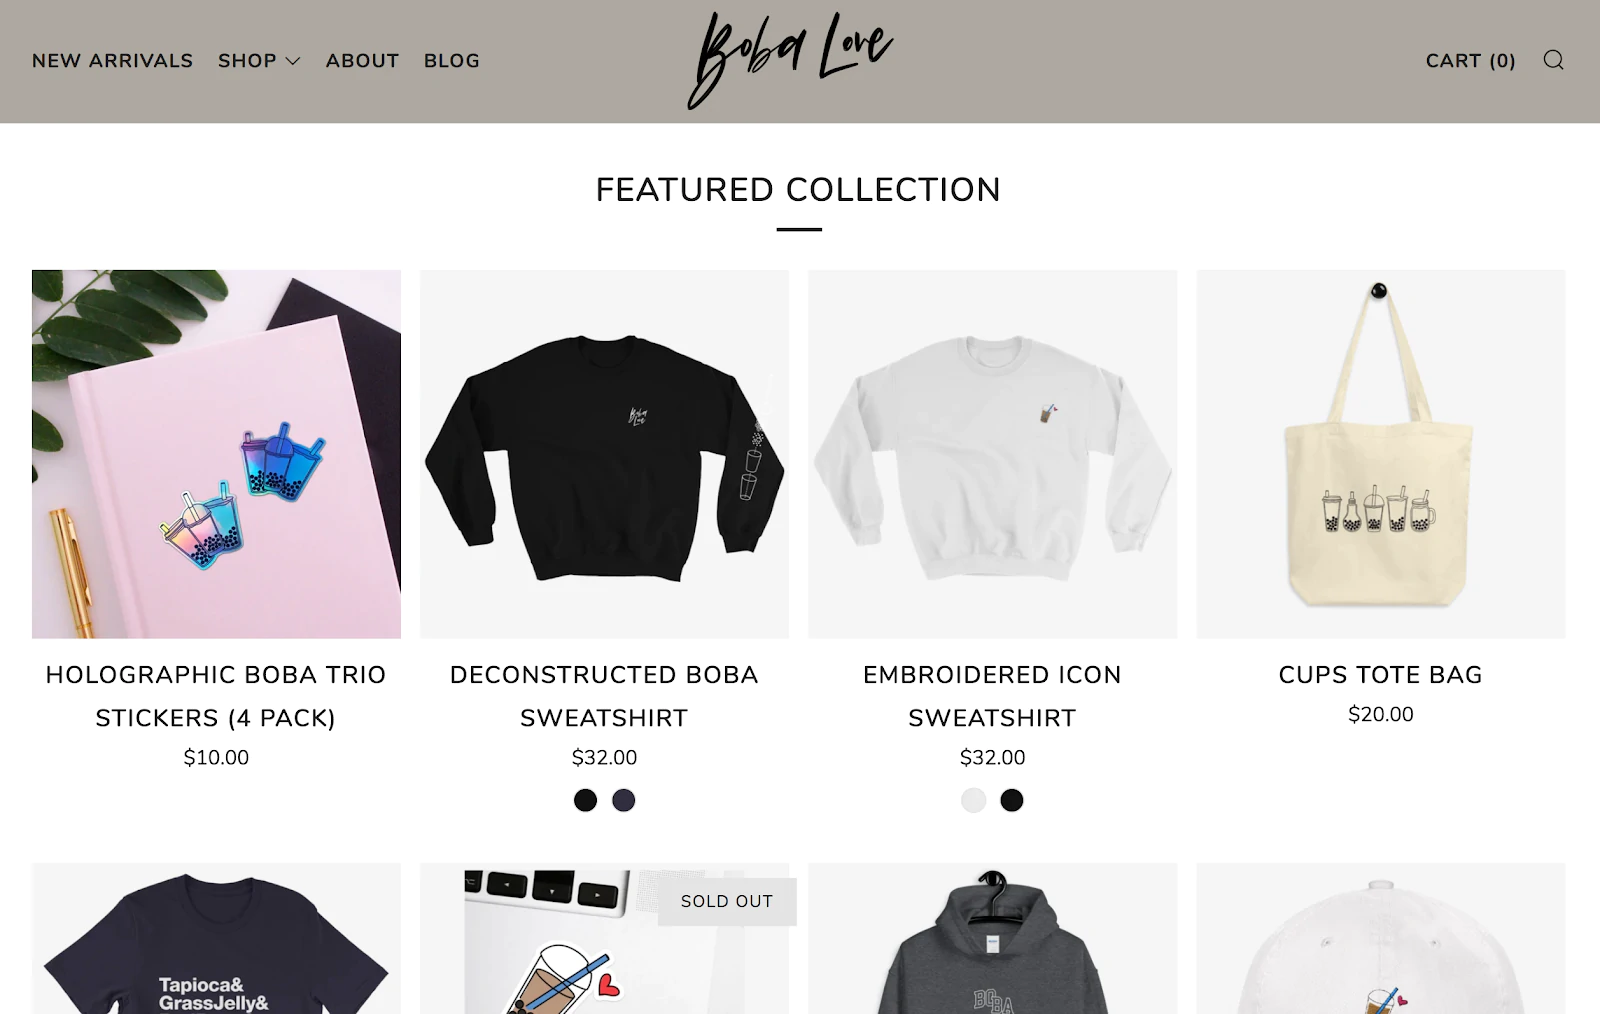 NEW ARRIVALS SHOP ABOUT BLOG
Boba Love
CART (0)
FEATURED COLLECTION
Boba
Love
HOLOGRAPHIC BOBA TRIO
STICKERS (4 PACK)
$10.00
DECONSTRUCTED BOBA
SWEATSHIRT
$32.00
EMBROIDERED ICON
SWEATSHIRT
$32.00
CUPS TOTE BAG
$20.00
Tapioca&
GrassJelly&
SOLD OUT
BOBA